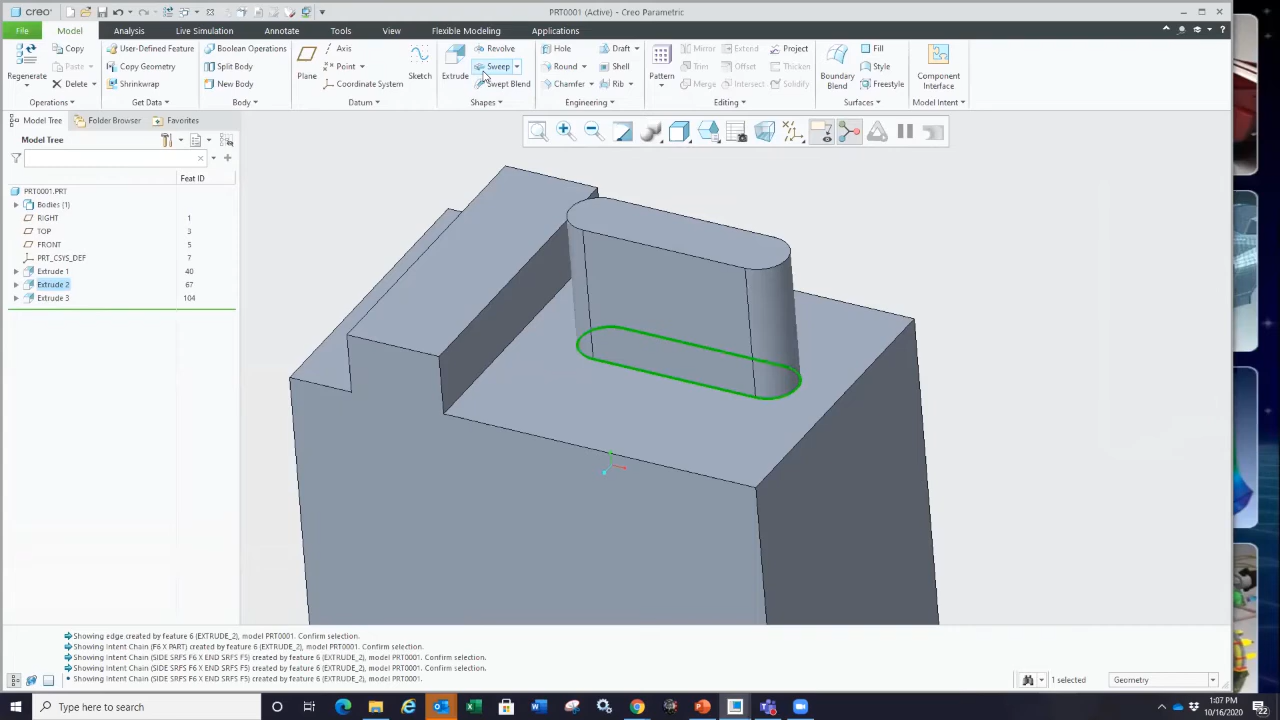 creo
PRT0001 (Active) - Creo Parametric
File Model Analysis Live Simulation Annotate Tools View Flexible Modeling Applications
Regenerate Copy Paste Delete
Operations
User-Defined Feature Copy Geometry Shrinkwrap
Get Data
Boolean Operations Split Body New Body
Body
Plane Axis Point Coordinate System Sketch
Datum
Extrude Revolve Sweep Swept Blend
Shapes
Hole Round Chamfer Draft Shell Rib
Engineering
Pattern Mirror Trim Merge Extend Offset Intersect Project Thicken Solidify
Editing
Boundary Blend Fill Style Freestyle
Surfaces
Component Interface
Model Intent
Model Tree Folder Browser Favorites
Model Tree
Feat ID
PRT0001.PRT
Bodies (1)
RIGHT 1
TOP 3
FRONT 5
PRT_CSYS_DEF 7
Extrude 1 40
Extrude 2 67
Extrude 3 104
Showing edge created by feature 6 (EXTRUDE_2), model PRT0001. Confirm selection.
Showing Intent Chain (F6 X PART) created by feature 6 (EXTRUDE_2), model PRT0001. Confirm selection.
Showing Intent Chain (SIDE SRFS F6 X END SRFS F5) created by feature 6 (EXTRUDE_2), model PRT0001. Confirm selection.
Showing Intent Chain (SIDE SRFS F6 X END SRFS F5) created by feature 6 (EXTRUDE_2), model PRT0001. Confirm selection.
Showing Intent Chain (SIDE SRFS F6 X END SRFS F5) created by feature 6 (EXTRUDE_2), model PRT0001.
1 selected
Geometry
Type here to search
1:07 PM
10/16/2020
22